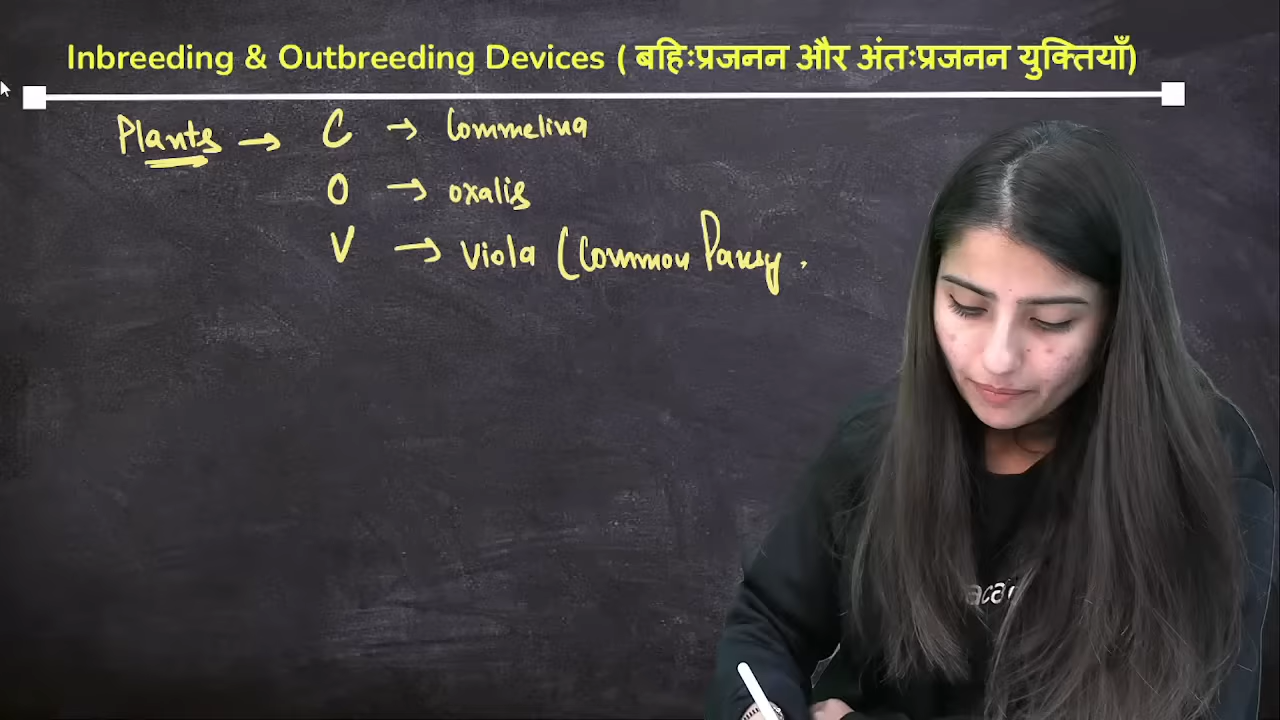 Inbreeding & Outbreeding Devices ( बहिःप्रजनन और अंतःप्रजनन युक्तियाँ)
Plants → C → Commelina
O → oxalis
V → Viola (Common Pansy .